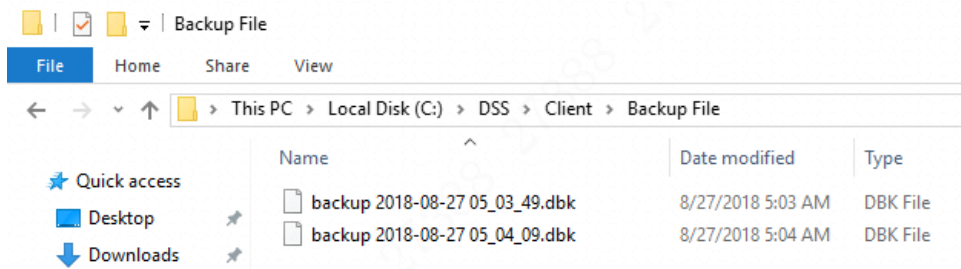 Backup File
File Home Share View
This PC > Local Disk (C:) > DSS > Client > Backup File
Name Date modified Type
Quick access
backup 2018-08-27 05_03_49.dbk 8/27/2018 5:03 AM DBK File
Desktop
backup 2018-08-27 05_04_09.dbk 8/27/2018 5:04 AM DBK File
Downloads